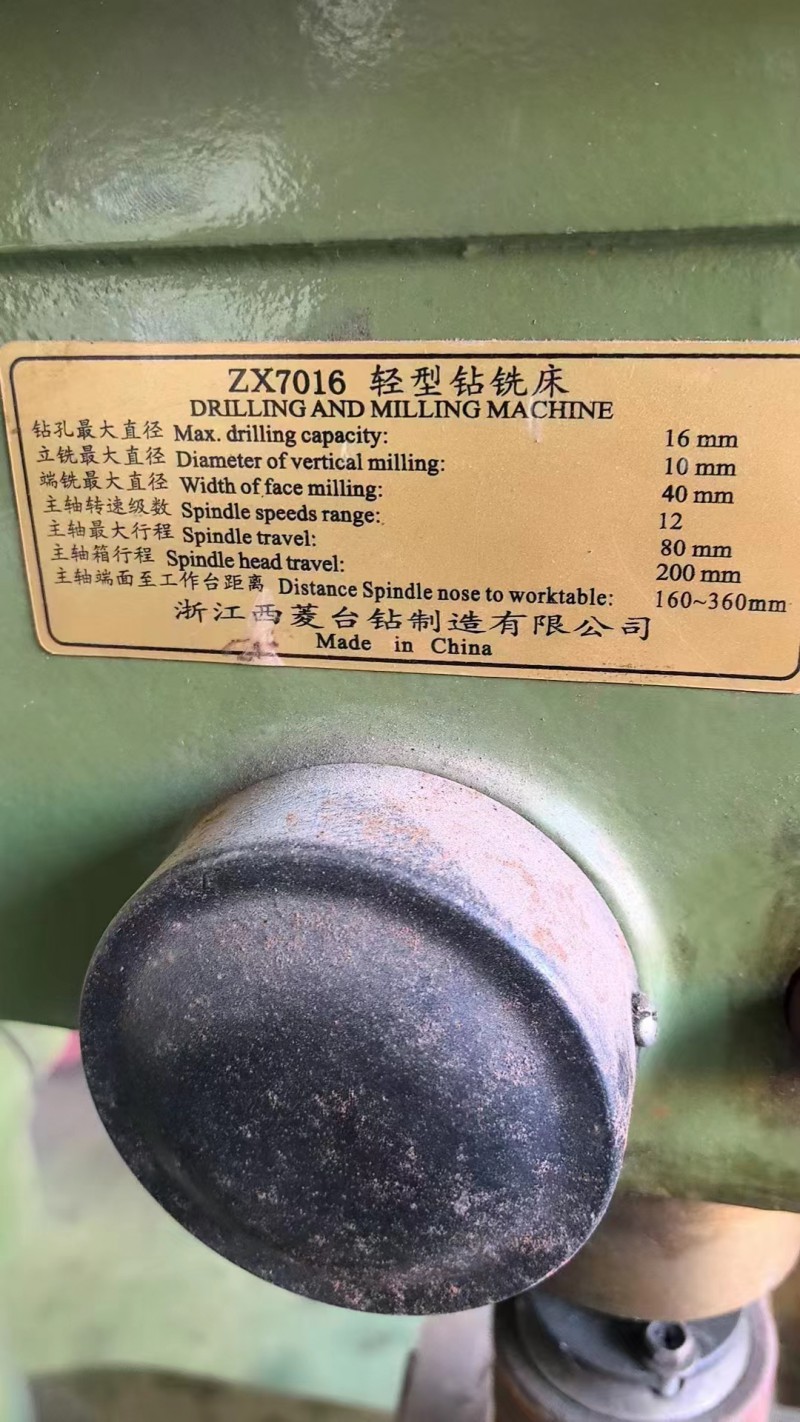 ZX7016 轻型钻铣床
DRILLING AND MILLING MACHINE
钻孔最大直径 Max. drilling capacity: 16 mm
立铣最大直径 Diameter of vertical milling: 10 mm
端铣最大直径 Width of face milling: 40 mm
主轴转速级数 Spindle speeds range: 12
主轴最大行程 Spindle travel: 80 mm
主轴箱行程 Spindle head travel: 200 mm
主轴端面至工作台距离 Distance Spindle nose to worktable: 160~360mm
浙江西菱台钻制造有限公司
Made in China